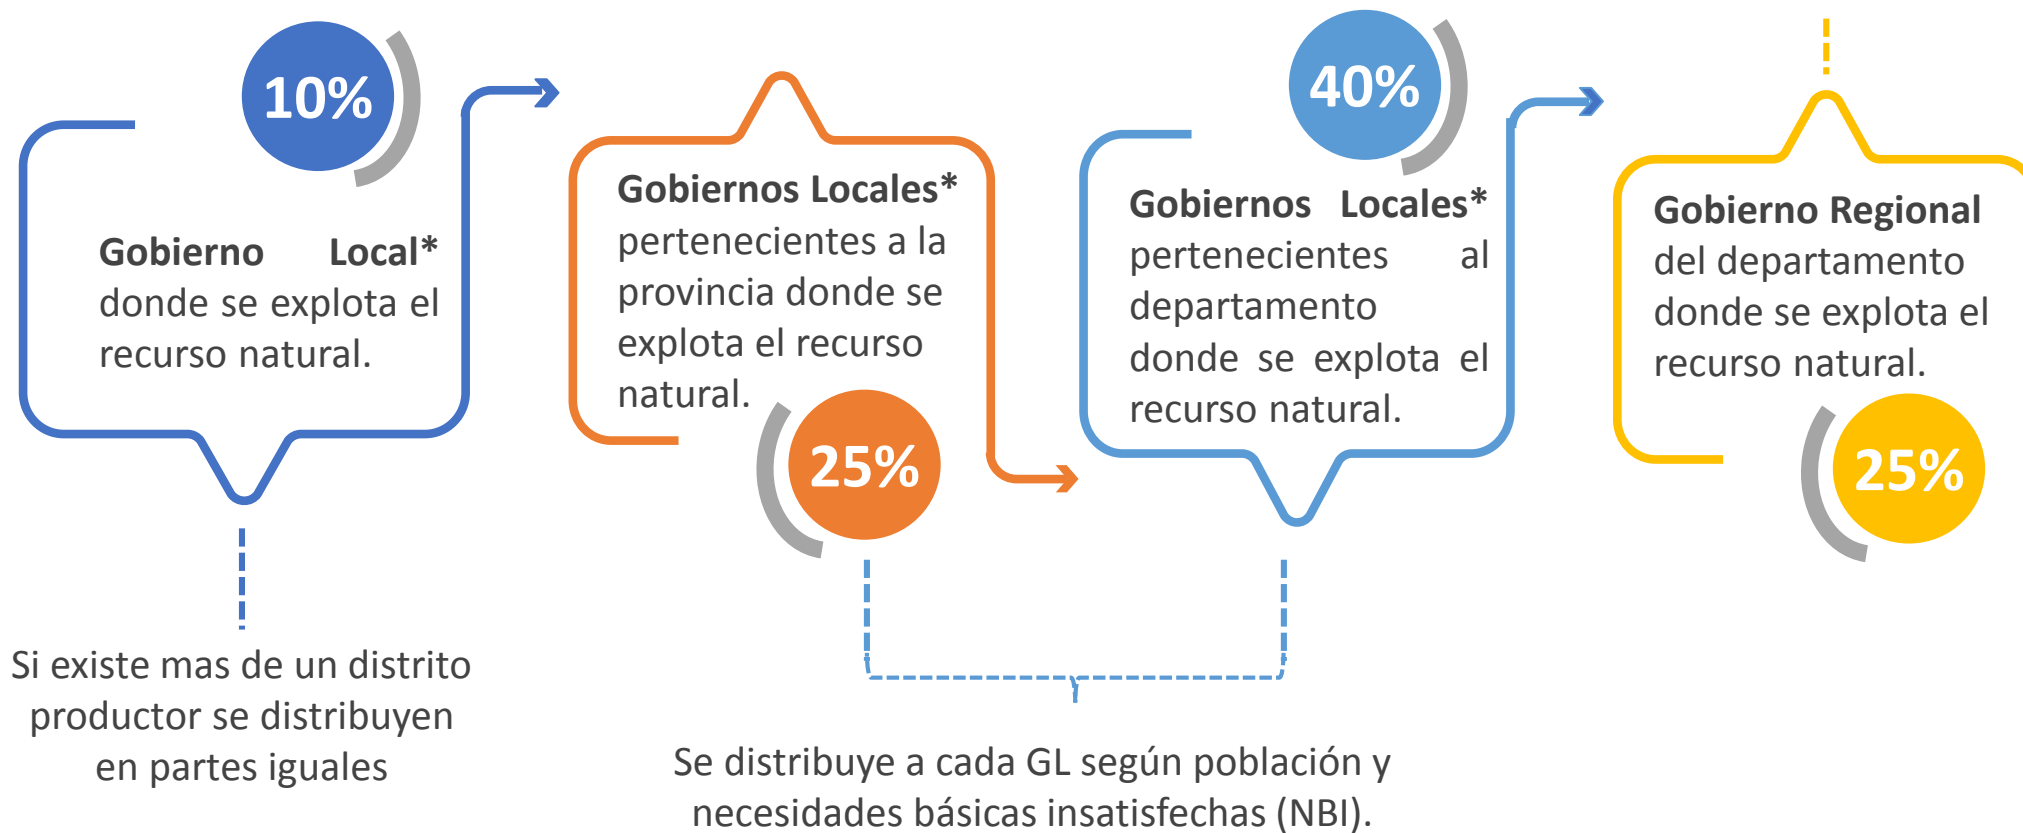 10%
Gobierno Local*
donde se explota el
recurso natural.
Si existe mas de un distrito
productor se distribuyen
en partes iguales
Gobiernos Locales*
pertenecientes a la
provincia donde se
explota el recurso
natural.
25%
40%
Gobiernos Locales*
pertenecientes al
departamento
donde se explota el
recurso natural.
Se distribuye a cada GL según población y
necesidades básicas insatisfechas (NBI).
Gobierno Regional
del departamento
donde se explota el
recurso natural.
25%